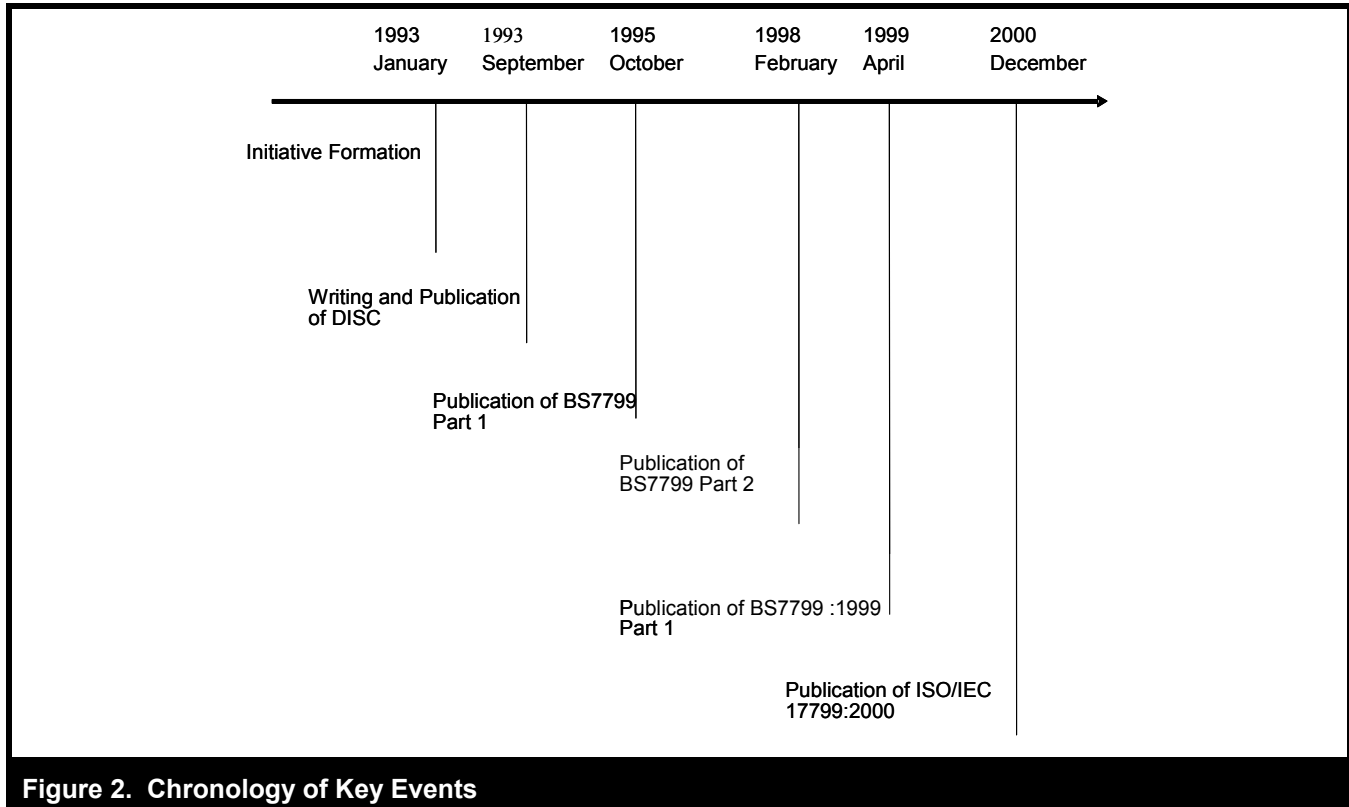 1993 1993 1995 1998 1999 2000
January September October February April December
Initiative Formation
Writing and Publication
of DISC
Publication of BS7799
Part 1
Publication of
BS7799 Part 2
Publication of BS7799 :1999
Part 1
Publication of ISO/IEC
17799:2000
Figure 2. Chronology of Key Events